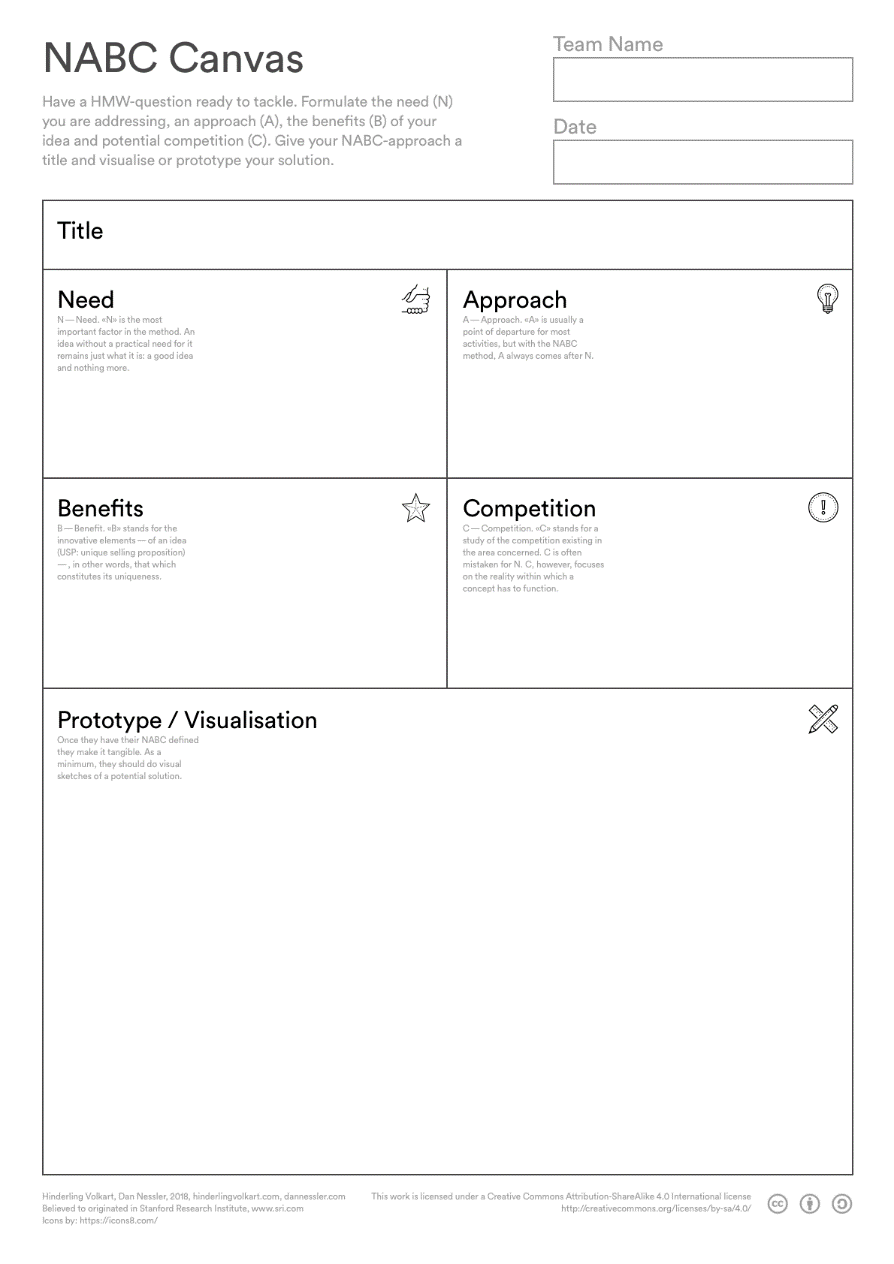 NABC Canvas
Have a HMW-question ready to tackle. Formulate the need (N)
you are addressing, an approach (A), the benefits (B) of your
idea and potential competition (C). Give your NABC-approach a
title and visualise or prototype your solution.
Team Name
Date
Title
Need
N — Need. «N» is the most
important factor in the method. An
idea without a practical need for it
remains just what it is: a good idea
and nothing more.
Approach
A — Approach. «A» is usually a
point of departure for most
activities, but with the NABC
method, A always comes after N.
Benefits
B — Benefit. «B» stands for the
innovative elements — of an idea
(USP: unique selling proposition)
— , in other words, that which
constitutes its uniqueness.
Competition
C — Competition. «C» stands for a
study of the competition existing in
the area concerned. C is often
mistaken for N. C, however, focuses
on the reality within which a
concept has to function.
Prototype / Visualisation
Once they have their NABC defined
they make it tangible. As a
minimum, they should do visual
sketches of a potential solution.
Hinderling Volkart, Dan Nessler, 2018, hinderlingvolkart.com, dannessler.com
Believed to originated in Stanford Research Institute, www.sri.com
Icons by: https://icons8.com/
This work is licensed under a Creative Commons Attribution-ShareAlike 4.0 International license
http://creativecommons.org/licenses/by-sa/4.0/
cc